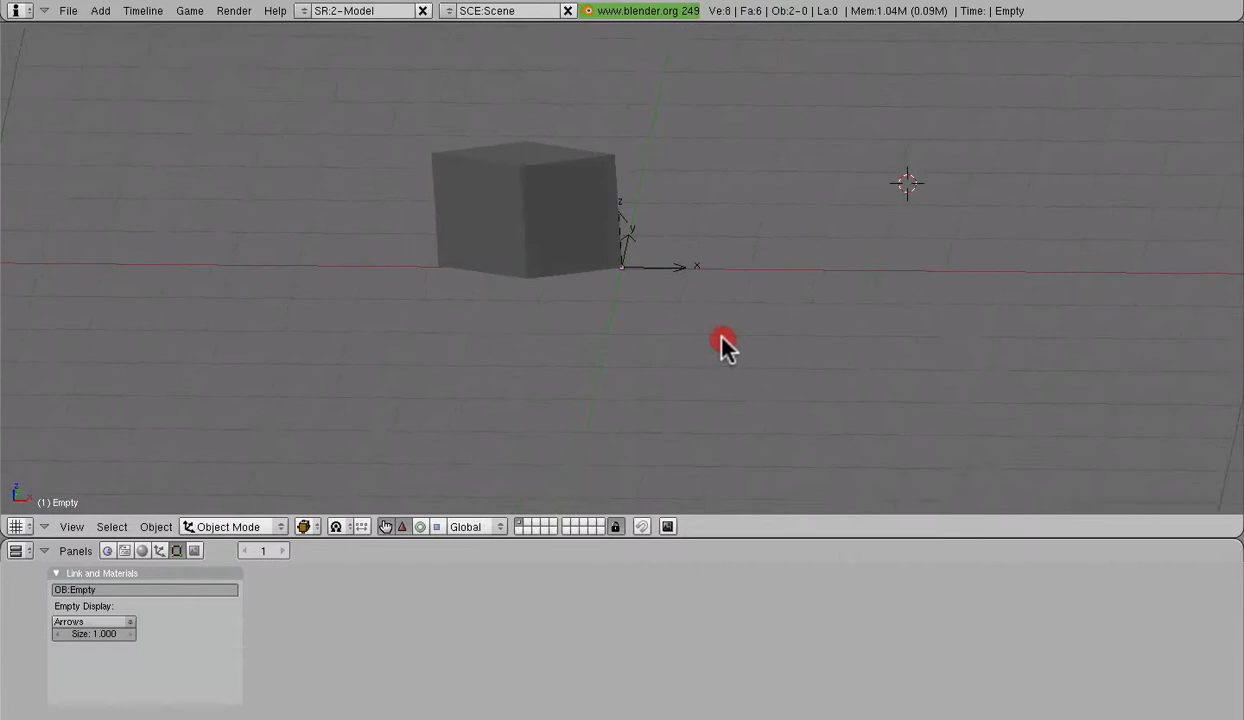 File Add Timeline Game Render Help SR:2-Model SCE:Scene www.blender.org 249 Ve:8 | Fa:6 | Ob:2-0 | La:0 | Mem:1.04M (0.09M) | Time: | Empty
z
y
x
z
x
(1) Empty
View Select Object Object Mode Global
Panels 1
Link and Materials
OB:Empty
Empty Display:
Arrows
Size: 1.000